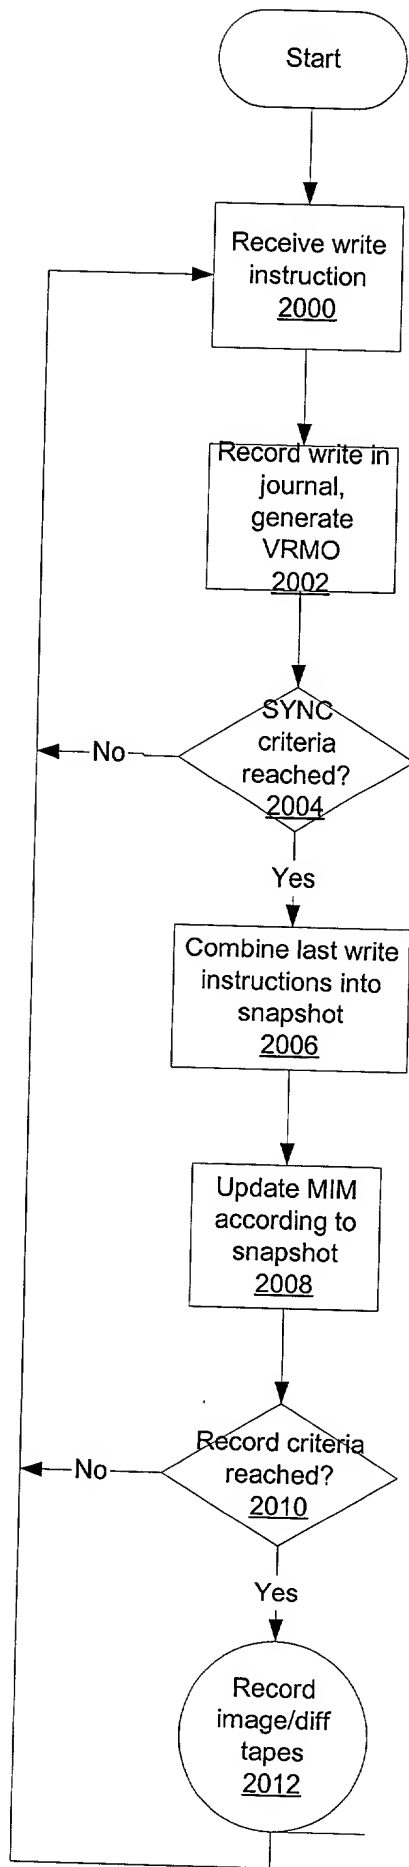 Start
Receive write
instruction
2000
Record write in
journal,
generate
VRMO
2002
SYNC
criteria
reached?
2004
No
Yes
Combine last write
instructions into
snapshot
2006
Update MIM
according to
snapshot
2008
Record criteria
reached?
2010
No
Yes
Record
image/diff
tapes
2012